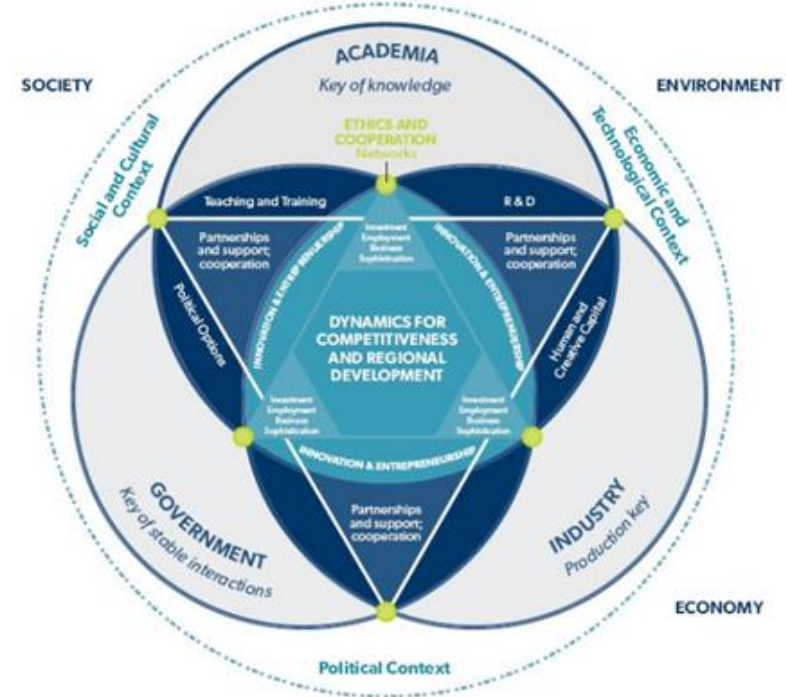 ACADEMIA
Key of knowledge
SOCIETY
ENVIRONMENT
ETHICS AND
COOPERATION
Networks
Social and Cultural
Context
Economic and
Technological Context
Teaching and Training
R & D
Partnerships
and support;
cooperation
Investment
Employment
Business
Sophistication
Partnerships
and support;
cooperation
INNOVATION & ENTREPRENEURSHIP
INNOVATION & ENTREPRENEURSHIP
Political Options
Human and
Creative Capital
DYNAMICS FOR
COMPETITIVENESS
AND REGIONAL
DEVELOPMENT
Investment
Employment
Business
Sophistication
Investment
Employment
Business
Sophistication
INNOVATION & ENTREPRENEURSHIP
GOVERNMENT
Key of stable interactions
Partnerships
and support;
cooperation
INDUSTRY
Production key
ECONOMY
Political Context